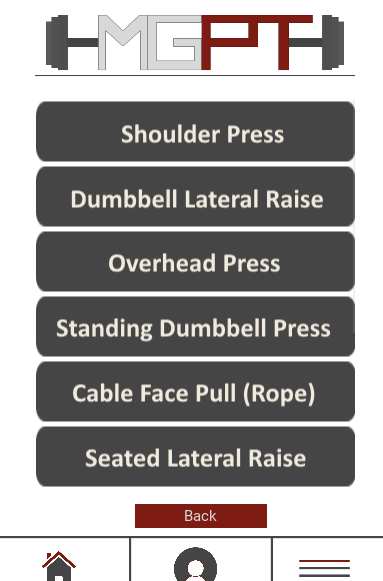 MGPT
Shoulder Press
Dumbbell Lateral Raise
Overhead Press
Standing Dumbbell Press
Cable Face Pull (Rope)
Seated Lateral Raise
Back